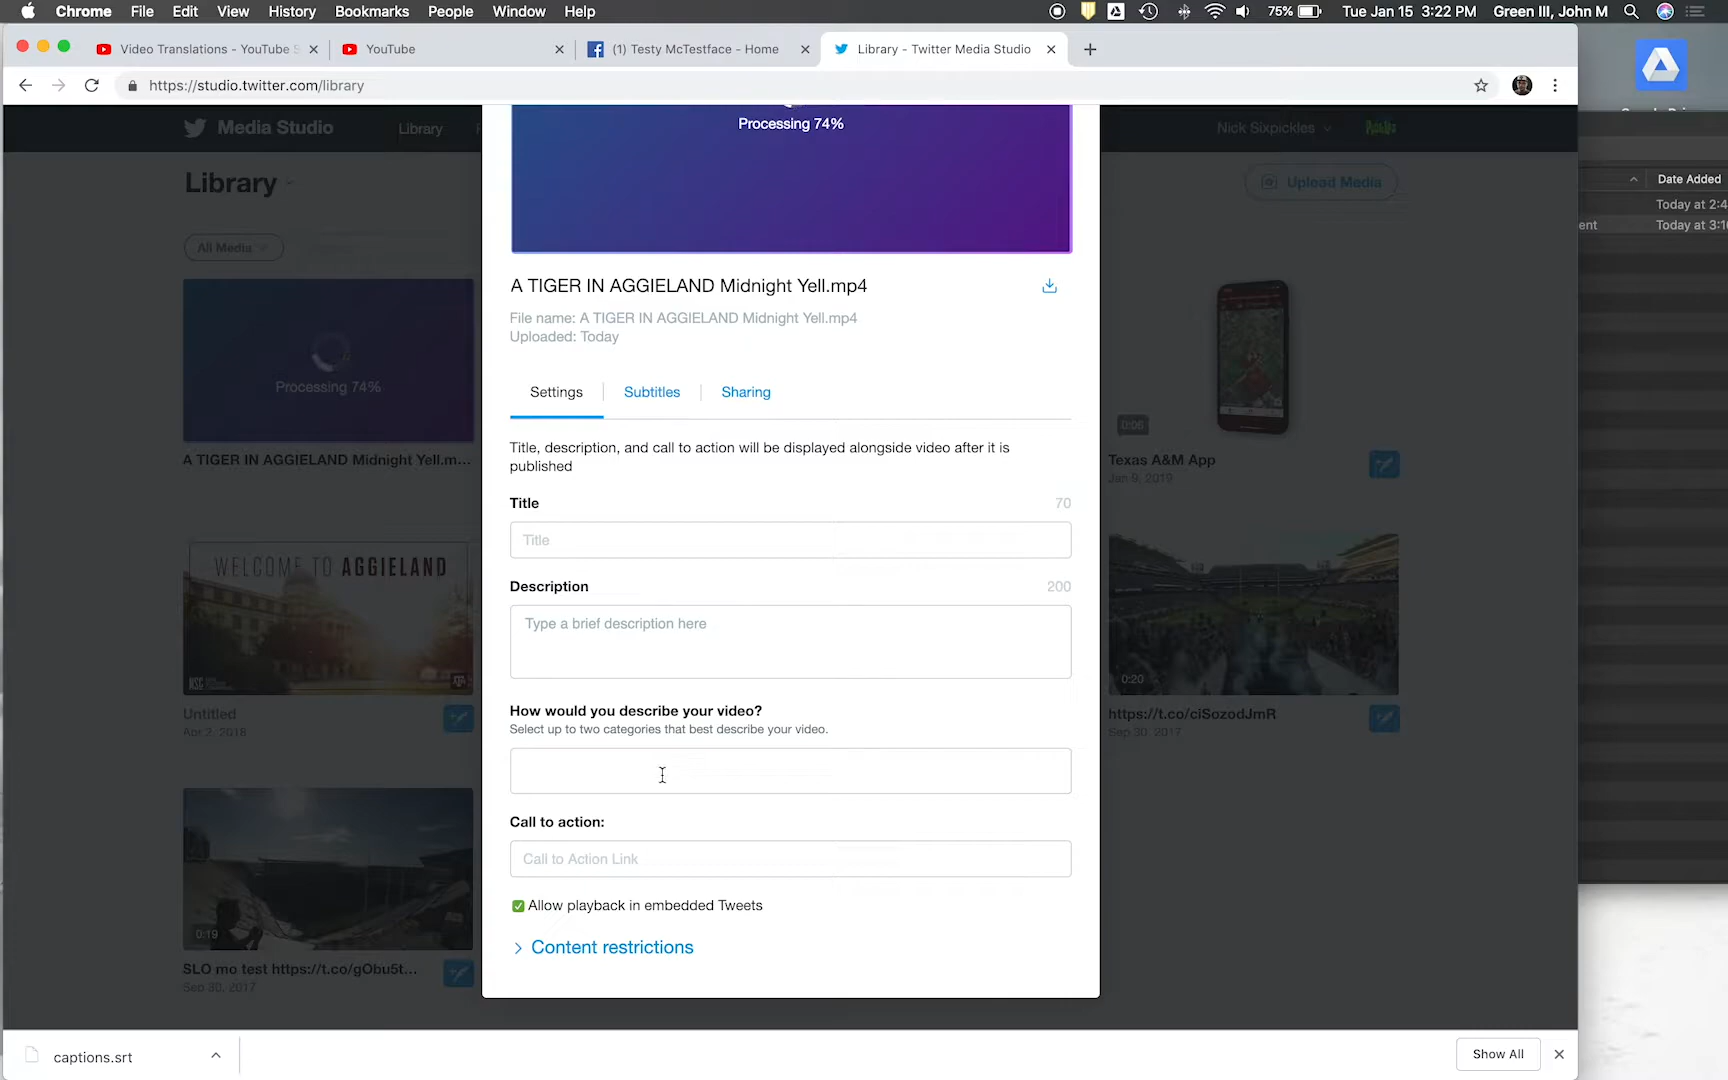 Chrome File Edit View History Bookmarks People Window Help 75% Tue Jan 15 3:22 PM Green III, John M
Video Translations - YouTube S YouTube (1) Testy McTestface - Home Library - Twitter Media Studio
https://studio.twitter.com/library
Media Studio Library Nick Sixpickles
Library
Upload Media
All Media
Processing 74%
A TIGER IN AGGIELAND Midnight Yell.m...
Processing 74%
A TIGER IN AGGIELAND Midnight Yell.mp4
File name: A TIGER IN AGGIELAND Midnight Yell.mp4
Uploaded: Today
Settings Subtitles Sharing
Title, description, and call to action will be displayed alongside video after it is
published
Title 70
Title
Description 200
Type a brief description here
How would you describe your video?
Select up to two categories that best describe your video.
Call to action:
Call to Action Link
Allow playback in embedded Tweets
Content restrictions
0:06
Texas A&M App
Jan 9, 2019
WELCOME TO AGGIELAND
Untitled
Apr 2, 2018
0:20
https://t.co/ciSozodJmR
Sep 30, 2017
0:19
SLO mo test https://t.co/gObu5t...
Sep 30, 2017
Date Added
Today at 2:4
ent Today at 3:1
captions.srt
Show All